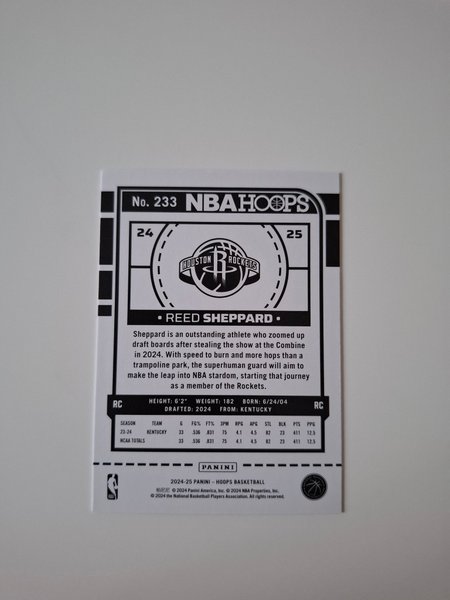 No. 233 NBA HOOPS
24 25
HOUSTON ROCKETS
R
• REED SHEPPARD •
Sheppard is an outstanding athlete who zoomed up
draft boards after stealing the show at the Combine
in 2024. With speed to burn and more hops than a
trampoline park, the superhuman guard will aim to
make the leap into NBA stardom, starting that journey
as a member of the Rockets.
RC HEIGHT: 6'2" WEIGHT: 182 BORN: 6/24/04 RC
DRAFTED: 2024 FROM: KENTUCKY
SEASON TEAM G FG% FT% 3PM RPG APG STL BLK PTS PPG
23-24 KENTUCKY 33 .536 .831 75 4.1 4.5 82 23 411 12.5
NCAA TOTALS 33 .536 .831 75 4.1 4.5 82 23 411 12.5
PANINI
2024-25 PANINI - HOOPS BASKETBALL
© 2024 Panini America, Inc. © 2024 NBA Properties, Inc.
© 2024 the National Basketball Players Association. All rights reserved.